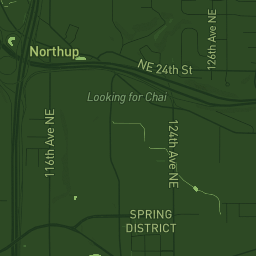 126th Ave NE
Northup
NE 24th St
Looking for Chai
116th Ave NE
124th Ave NE
SPRING
DISTRICT